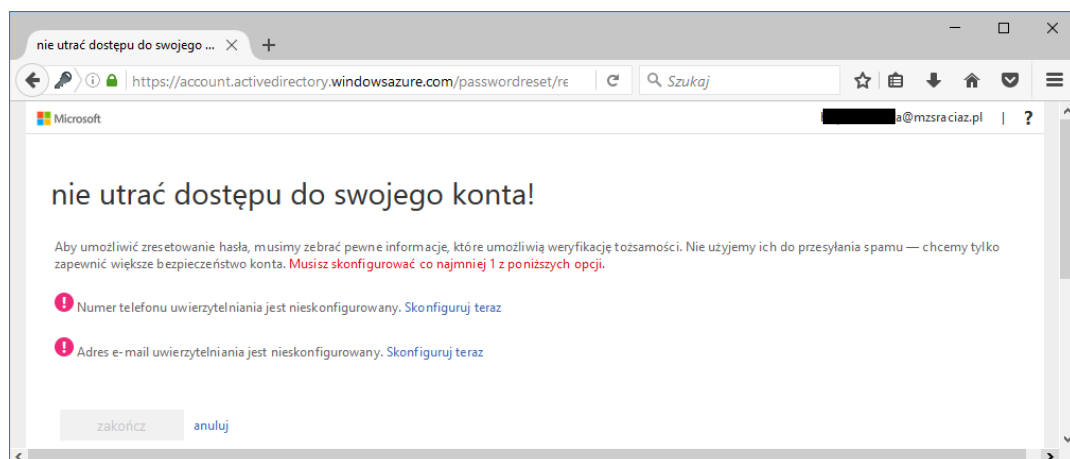 nie utrać dostępu do swojego ...
https://account.activedirectory.windowsazure.com/passwordreset/re
Szukaj
Microsoft
a@mzsraciaz.pl | ?
nie utrać dostępu do swojego konta!
Aby umożliwić zresetowanie hasła, musimy zebrać pewne informacje, które umożliwią weryfikację tożsamości. Nie użyjemy ich do przesyłania spamu — chcemy tylko
zapewnić większe bezpieczeństwo konta. Musisz skonfigurować co najmniej 1 z poniższych opcji.
Numer telefonu uwierzytelniania jest nieskonfigurowany. Skonfiguruj teraz
Adres e-mail uwierzytelniania jest nieskonfigurowany. Skonfiguruj teraz
zakończ anuluj